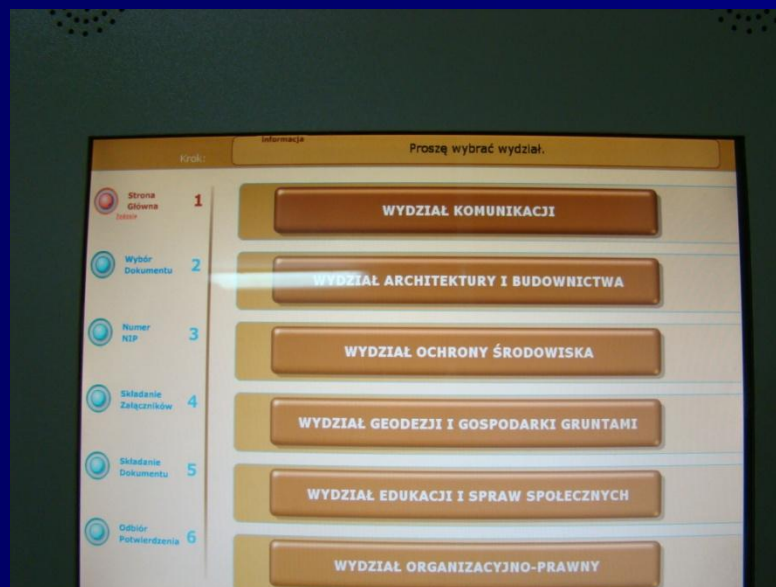 informacje
Krok:
Proszę wybrać wydział.
Strona
Główna
1
Wybór
Dokumentu
2
Numer
NIP
3
Składanie
Załączników
4
Składanie
Dokumentu
5
Odbiór
Potwierdzenia
6
WYDZIAŁ KOMUNIKACJI
WYDZIAŁ ARCHITEKTURY I BUDOWNICTWA
WYDZIAŁ OCHRONY ŚRODOWISKA
WYDZIAŁ GEODEZJI I GOSPODARKI GRUNTAMI
WYDZIAŁ EDUKACJI I SPRAW SPOŁECZNYCH
WYDZIAŁ ORGANIZACYJNO-PRAWNY